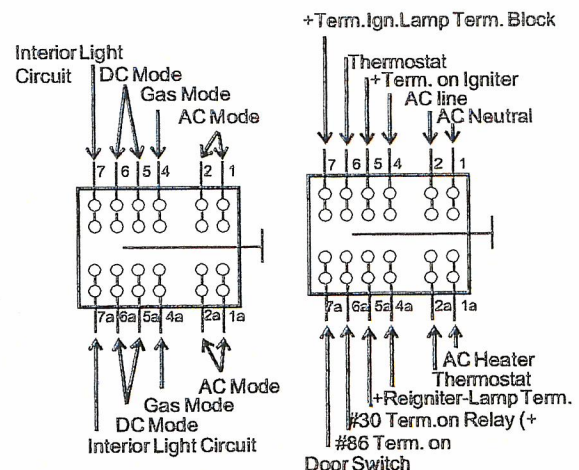 Interior Light
Circuit
DC Mode
Gas Mode
AC Mode
7 6 5 4 2 1
7a 6a 5a 4a 2a 1a
AC Mode
Gas Mode
DC Mode
Interior Light Circuit
+Term.Ign.Lamp Term. Block
Thermostat
+Term. on Igniter
AC line
AC Neutral
7 6 5 4 2 1
7a 6a 5a 4a 2a 1a
AC Heater
Thermostat
+Reigniter-Lamp Term.
#30 Term.on Relay (+
#86 Term. on
Door Switch